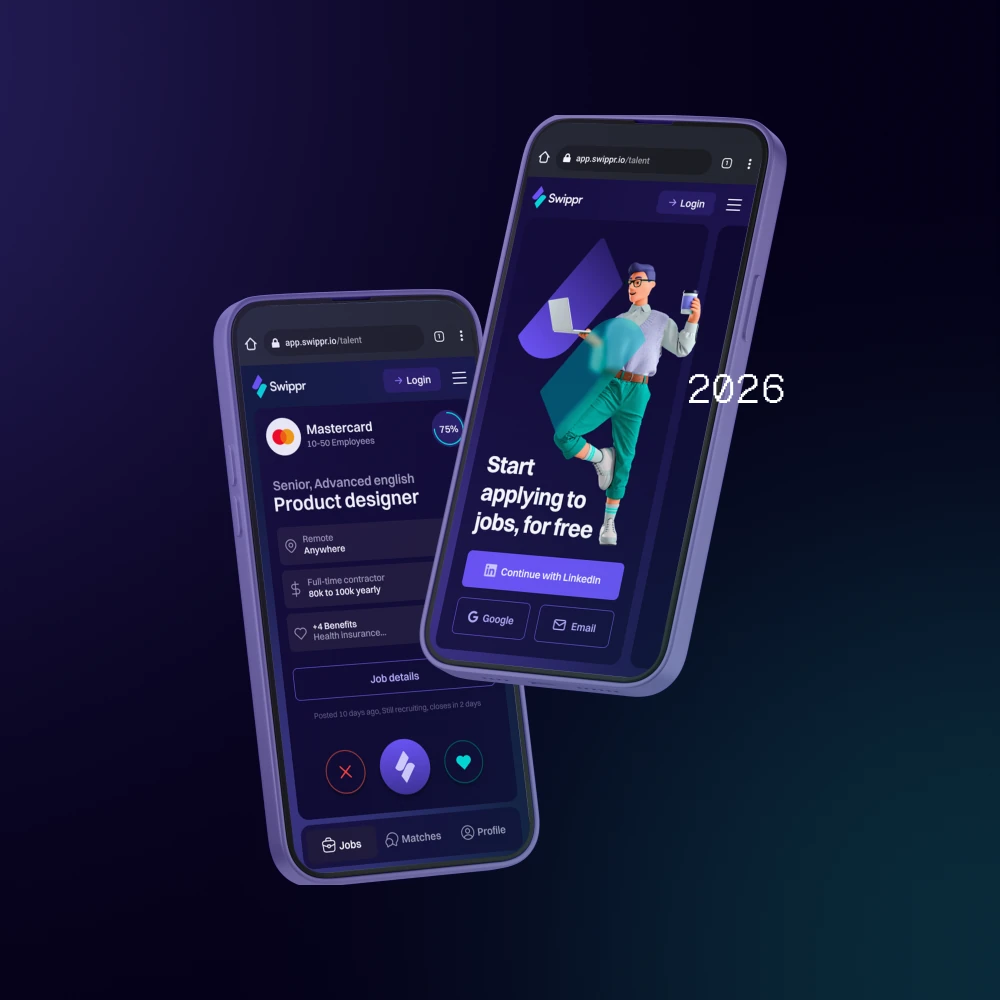 app.swippr.io/talent
1
Swippr
→ Login
Start
applying to
jobs, for free
in Continue with LinkedIn
G Google
Email
2026
app.swippr.io/talent
1
Swippr
→ Login
Mastercard
10-50 Employees
75%
Senior, Advanced english
Product designer
Remote
Anywhere
Full-time contractor
$ 80k to 100k yearly
+4 Benefits
Health insurance...
Job details
Posted 10 days ago, Still recruiting, closes in 2 days
Jobs
Matches
Profile